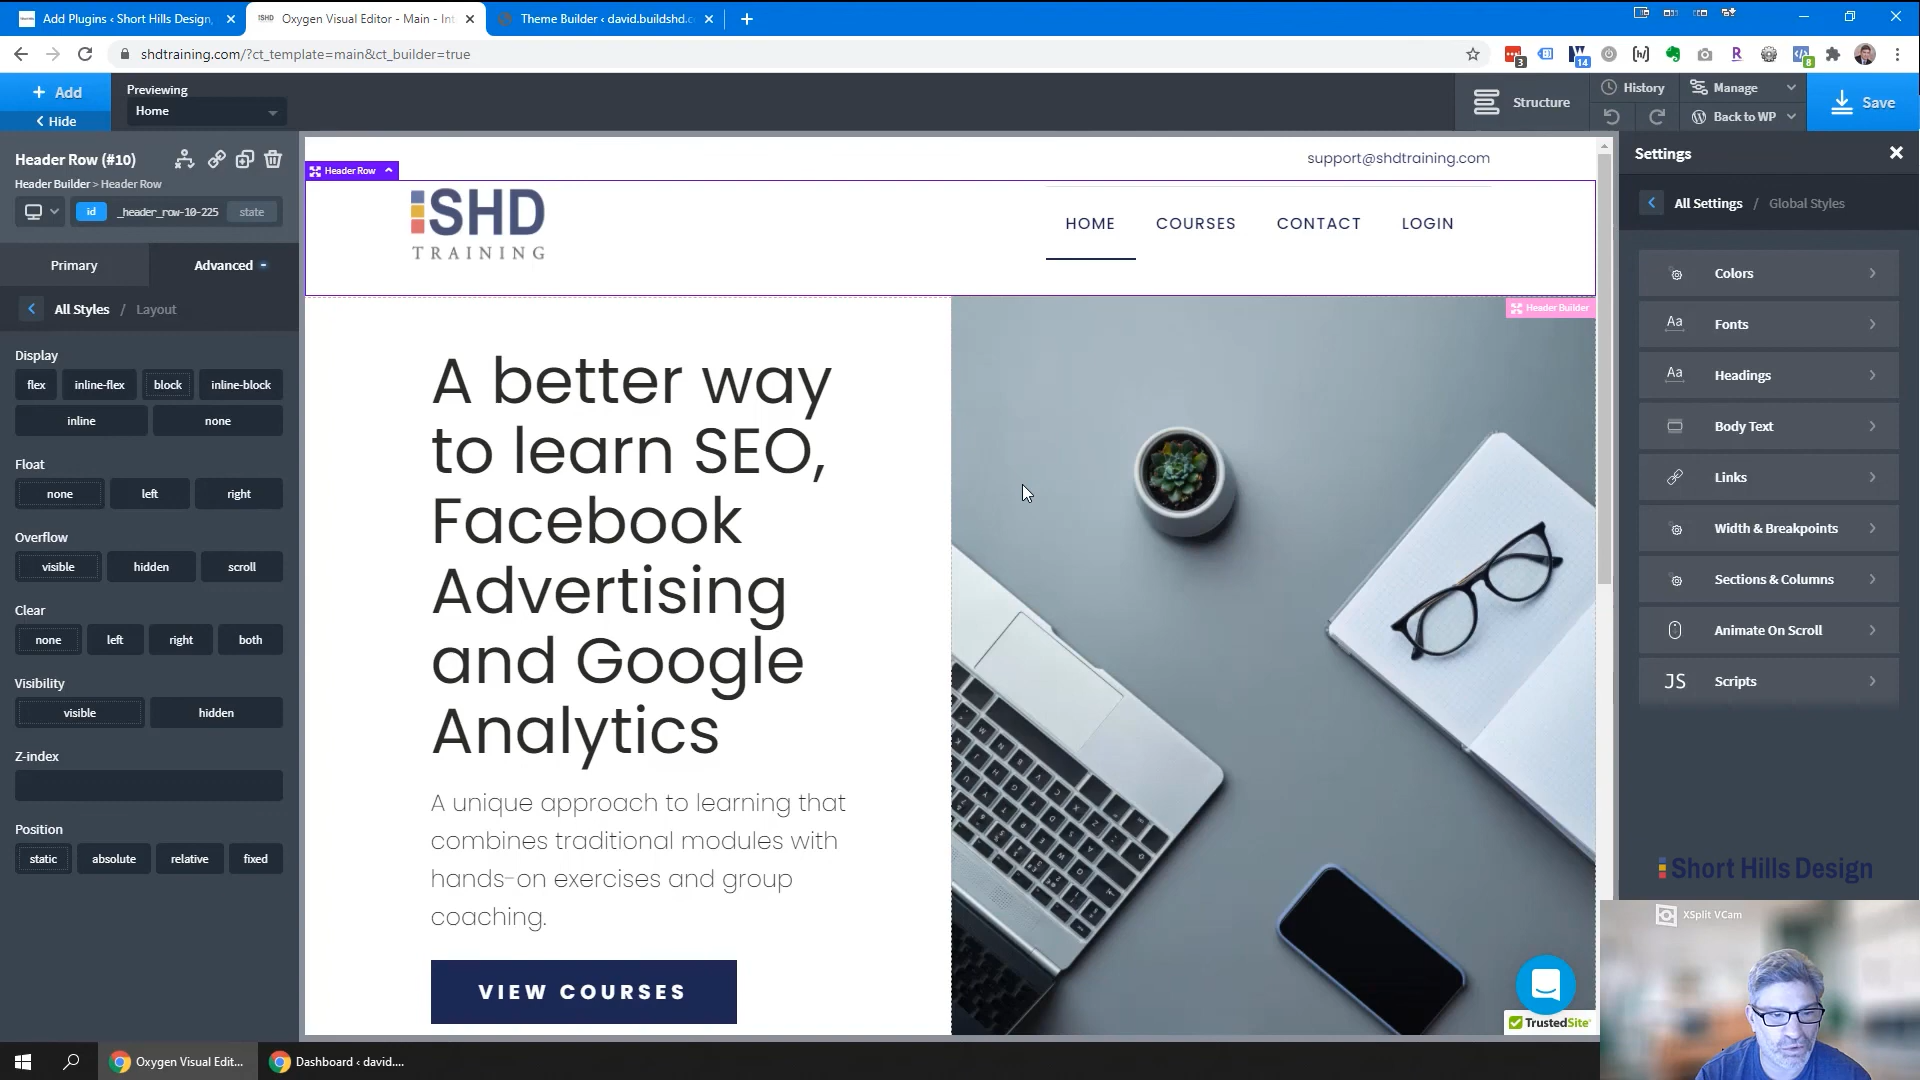 Add Plugins ‹ Short Hills Design,
SHD Oxygen Visual Editor - Main - Int
Theme Builder ‹ david.buildshd.c
shdtraining.com/?ct_template=main&ct_builder=true
3
14
R
8
+ Add
Hide
Previewing
Home
Structure
History
Manage
Back to WP
Save
Header Row (#10)
Header Builder > Header Row
id _header_row-10-225 state
Primary
Advanced
All Styles / Layout
Display
flex inline-flex block inline-block
inline none
Float
none left right
Overflow
visible hidden scroll
Clear
none left right both
Visibility
visible hidden
Z-index
Position
static absolute relative fixed
support@shdtraining.com
Header Row
SHD
TRAINING
HOME COURSES CONTACT LOGIN
Header Builder
A better way
to learn SEO,
Facebook
Advertising
and Google
Analytics
A unique approach to learning that
combines traditional modules with
hands-on exercises and group
coaching.
VIEW COURSES
TrustedSite
Settings
All Settings / Global Styles
Colors
Aa Fonts
Aa Headings
Body Text
Links
Width & Breakpoints
Sections & Columns
Animate On Scroll
JS Scripts
Short Hills Design
XSplit VCam
Oxygen Visual Edit...
Dashboard ‹ david....